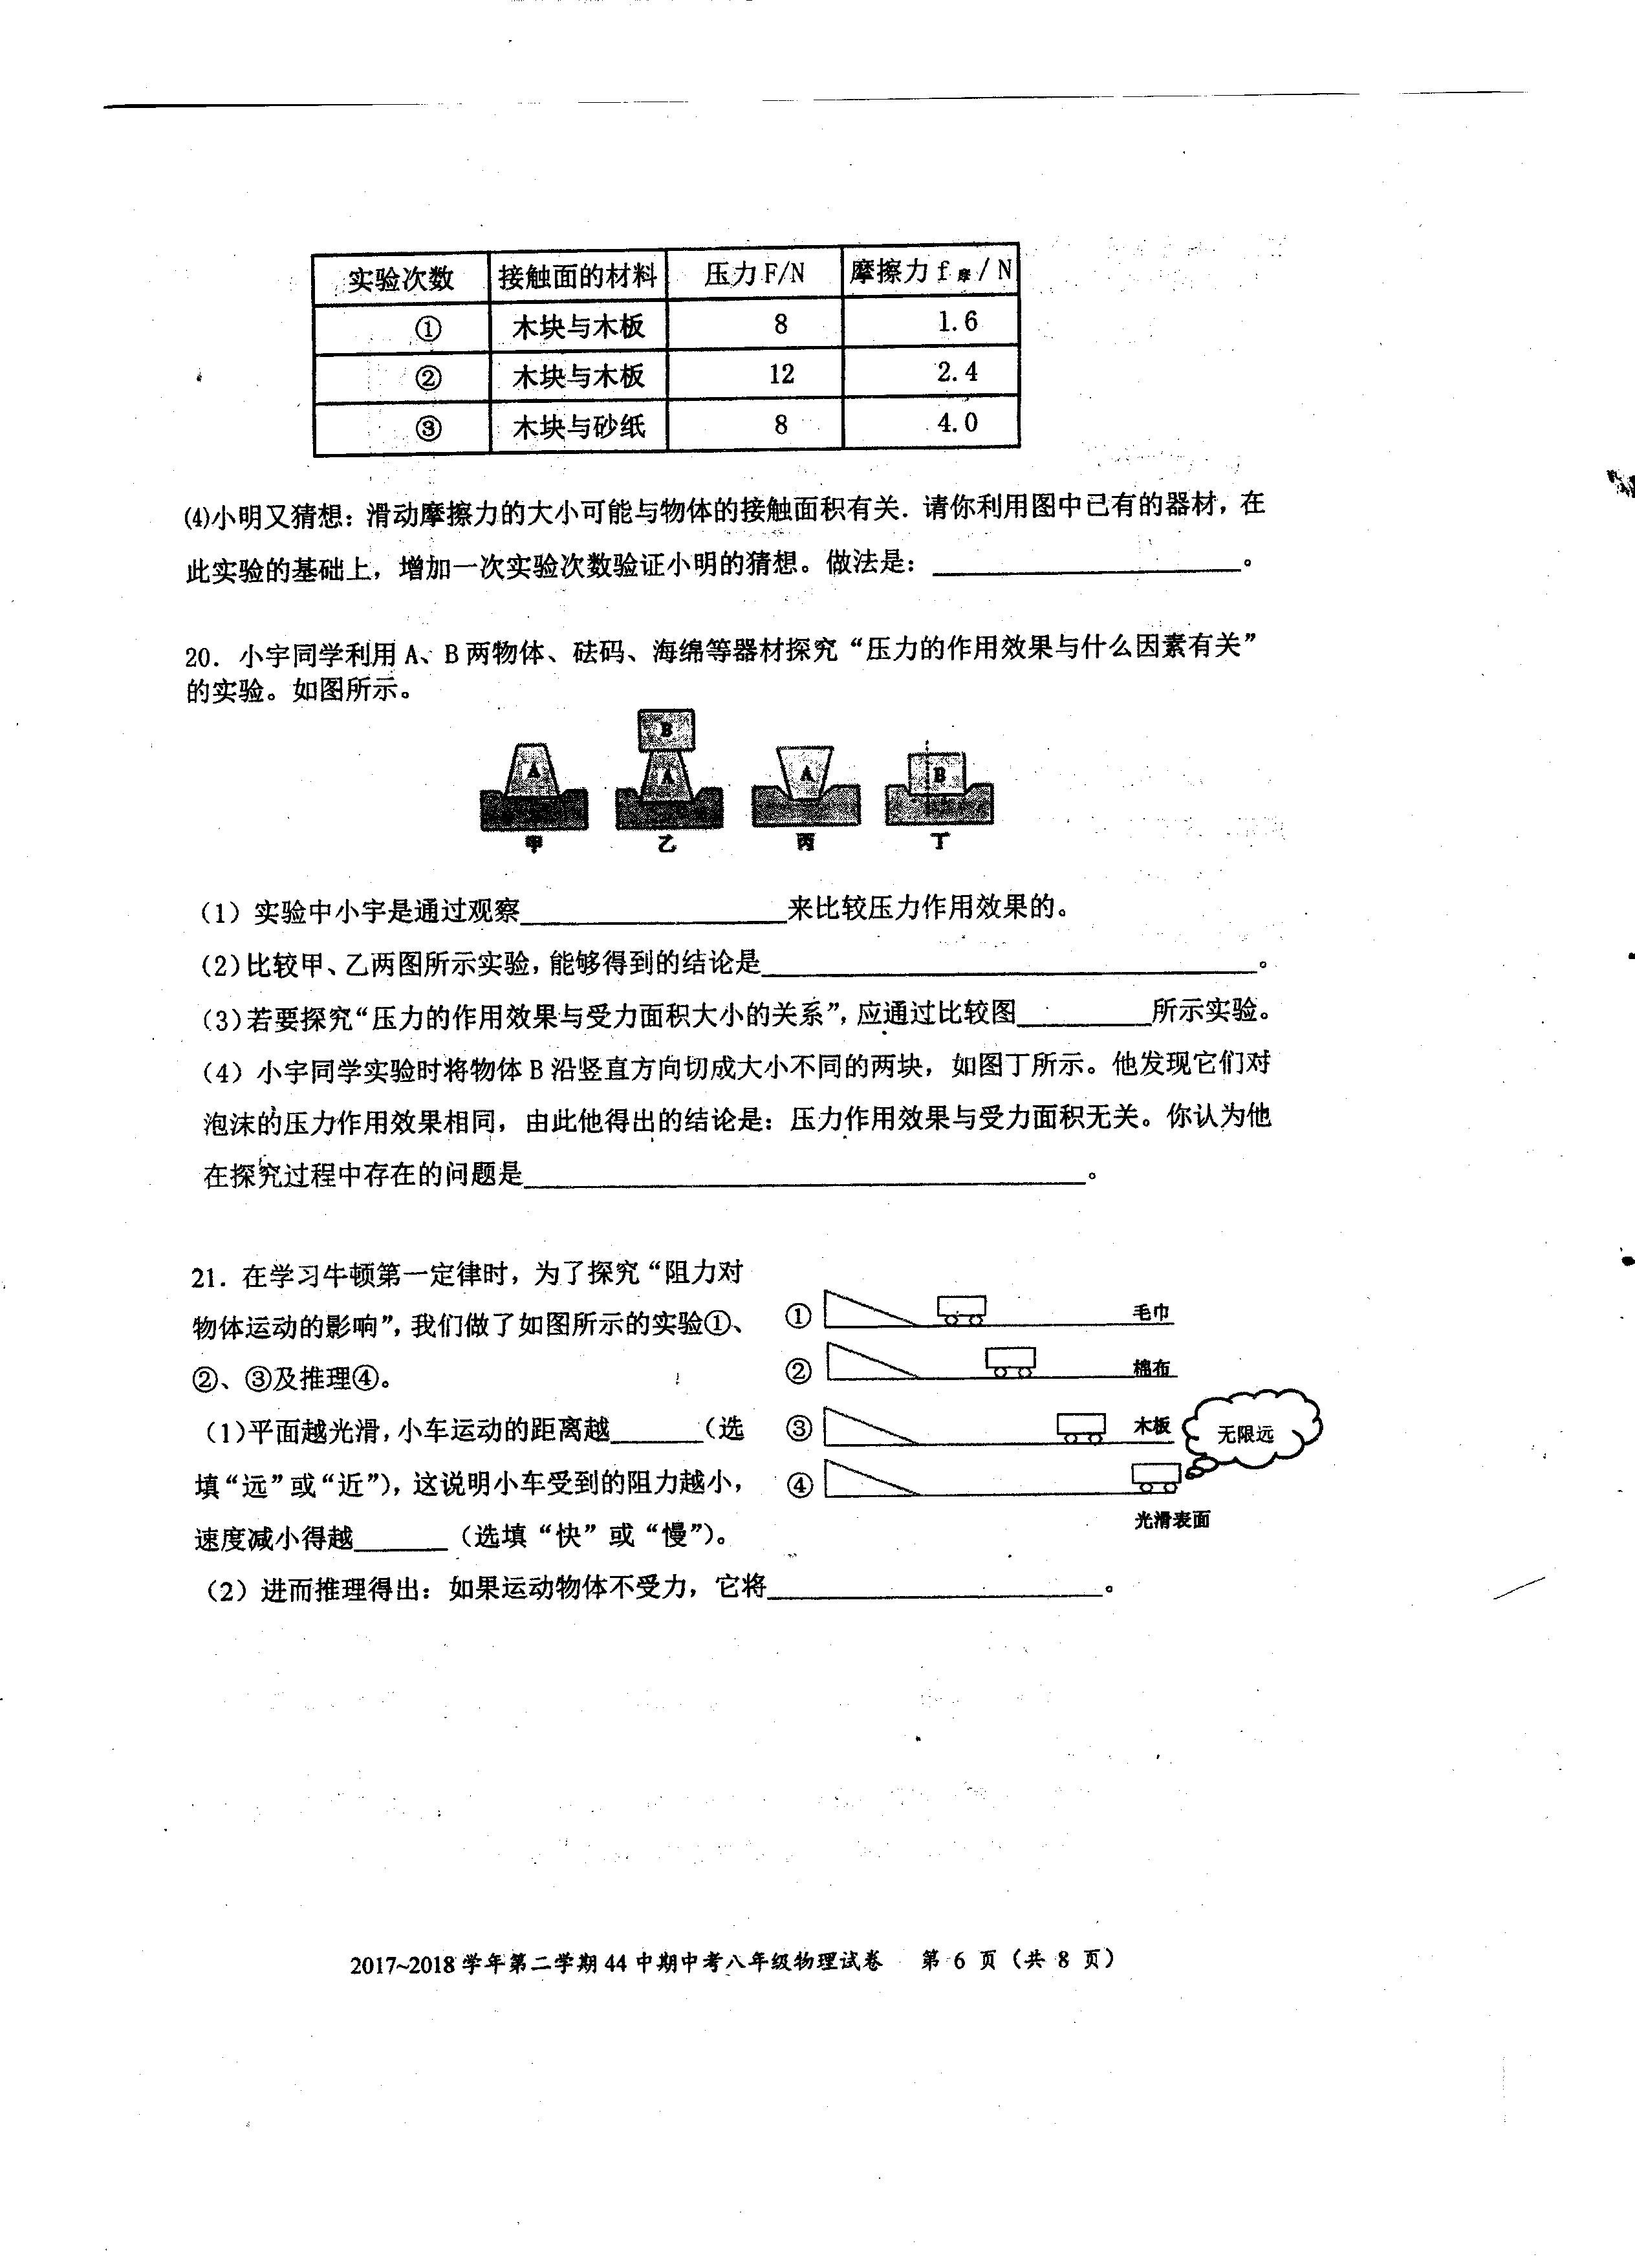 实验次数 接触面的材料 压力 F/N 摩擦力 f摩/N
① 木块与木板 8 1.6
② 木块与木板 12 2.4
③ 木块与砂纸 8 4.0
(4)小明又猜想：滑动摩擦力的大小可能与物体的接触面积有关．请你利用图中已有的器材，在
此实验的基础上，增加一次实验次数验证小明的猜想。做法是：____________。
20．小宇同学利用 A、B 两物体、砝码、海绵等器材探究“压力的作用效果与什么因素有关”
的实验。如图所示。
B
A A A B
甲 乙 丙 丁
（1）实验中小宇是通过观察____________来比较压力作用效果的。
（2）比较甲、乙两图所示实验，能够得到的结论是____________。
（3）若要探究“压力的作用效果与受力面积大小的关系”，应通过比较图______所示实验。
（4）小宇同学实验时将物体 B 沿竖直方向切成大小不同的两块，如图丁所示。他发现它们对
泡沫的压力作用效果相同，由此他得出的结论是：压力作用效果与受力面积无关。你认为他
在探究过程中存在的问题是____________。
21．在学习牛顿第一定律时，为了探究“阻力对
物体运动的影响”，我们做了如图所示的实验①、
②、③及推理④。
（1）平面越光滑，小车运动的距离越______（选
填“远”或“近”），这说明小车受到的阻力越小，
速度减小得越______（选填“快”或“慢”）。
（2）进而推理得出：如果运动物体不受力，它将____________。
① 毛巾
② 棉布
③ 木板
无限远
④
光滑表面
2017~2018 学年第二学期 44 中期中考八年级物理试卷 第 6 页（共 8 页）